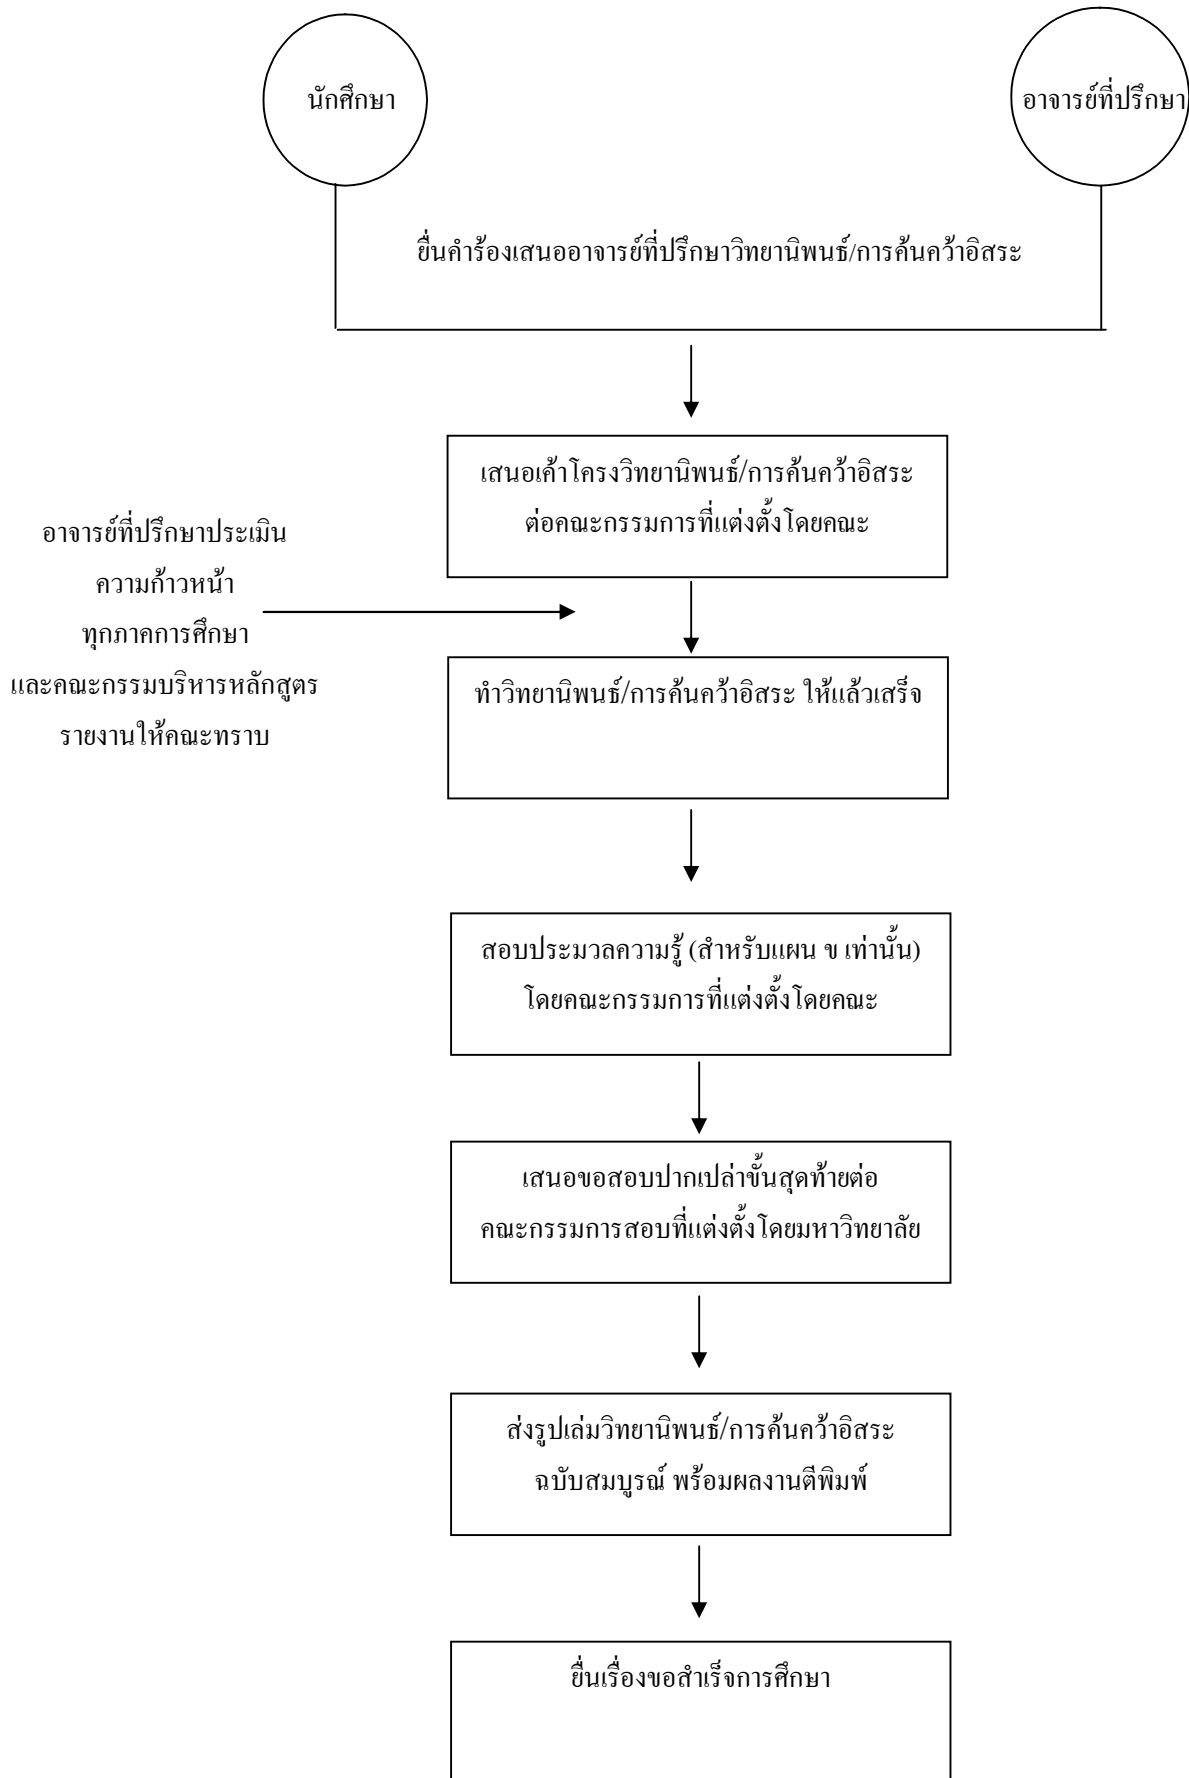 นักศึกษา
อาจารย์ที่ปรึกษา
ยื่นคำร้องเสนออาจารย์ที่ปรึกษาวิทยานิพนธ์/การค้นคว้าอิสระ
เสนอเค้าโครงวิทยานิพนธ์/การค้นคว้าอิสระ
ต่อคณะกรรมการที่แต่งตั้งโดยคณะ
อาจารย์ที่ปรึกษาประเมิน
ความก้าวหน้า
ทุกภาคการศึกษา
และคณะกรรมบริหารหลักสูตร
รายงานให้คณะทราบ
ทำวิทยานิพนธ์/การค้นคว้าอิสระ ให้แล้วเสร็จ
สอบประมวลความรู้ (สำหรับแผน ข เท่านั้น)
โดยคณะกรรมการที่แต่งตั้งโดยคณะ
เสนอขอสอบปากเปล่าขั้นสุดท้ายต่อ
คณะกรรมการสอบที่แต่งตั้งโดยมหาวิทยาลัย
ส่งรูปเล่มวิทยานิพนธ์/การค้นคว้าอิสระ
ฉบับสมบูรณ์ พร้อมผลงานตีพิมพ์
ยื่นเรื่องขอสำเร็จการศึกษา